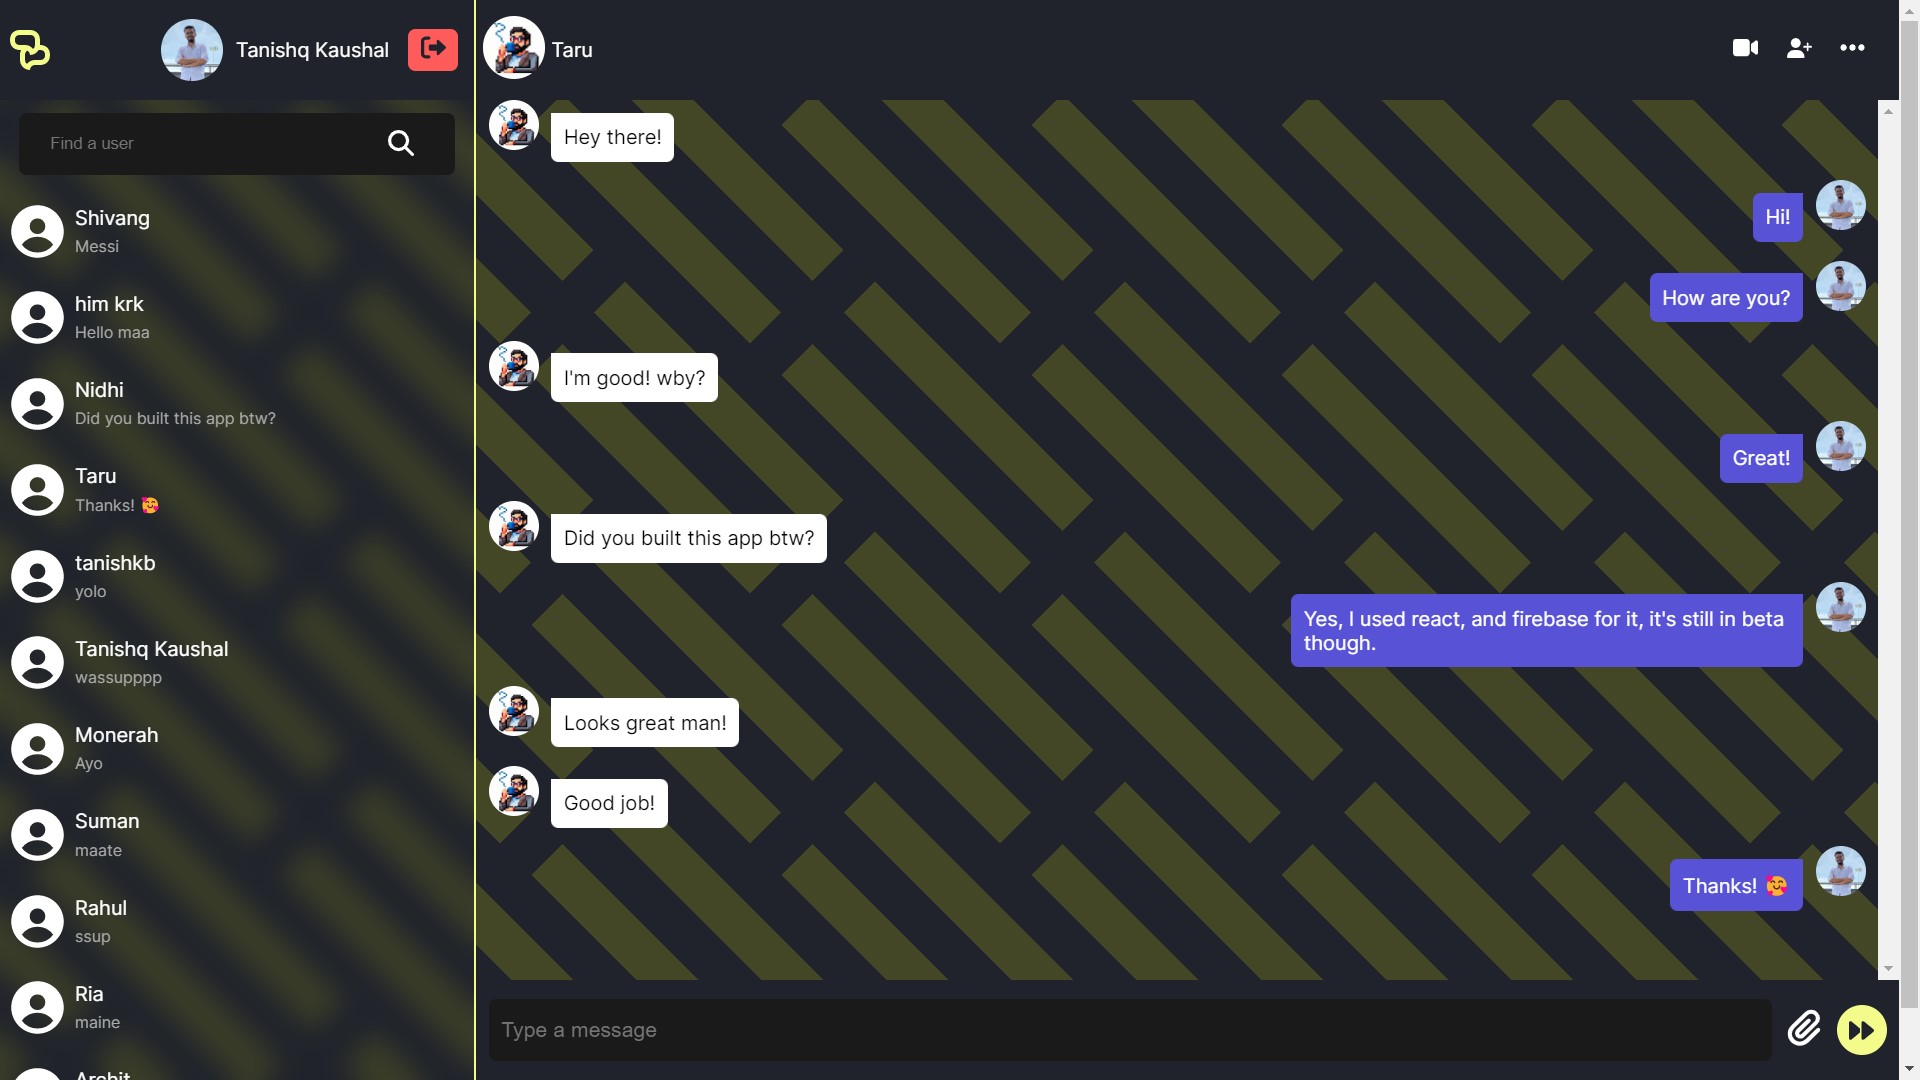 Tanishq Kaushal
Find a user
Shivang
Messi
him krk
Hello maa
Nidhi
Did you built this app btw?
Taru
Thanks! 🥰
tanishkb
yolo
Tanishq Kaushal
wassupppp
Monerah
Ayo
Suman
maate
Rahul
ssup
Ria
maine
Archit
Taru
Hey there!
Hi!
How are you?
I'm good! wby?
Great!
Did you built this app btw?
Yes, I used react, and firebase for it, it's still in beta
though.
Looks great man!
Good job!
Thanks! 🥰
Type a message